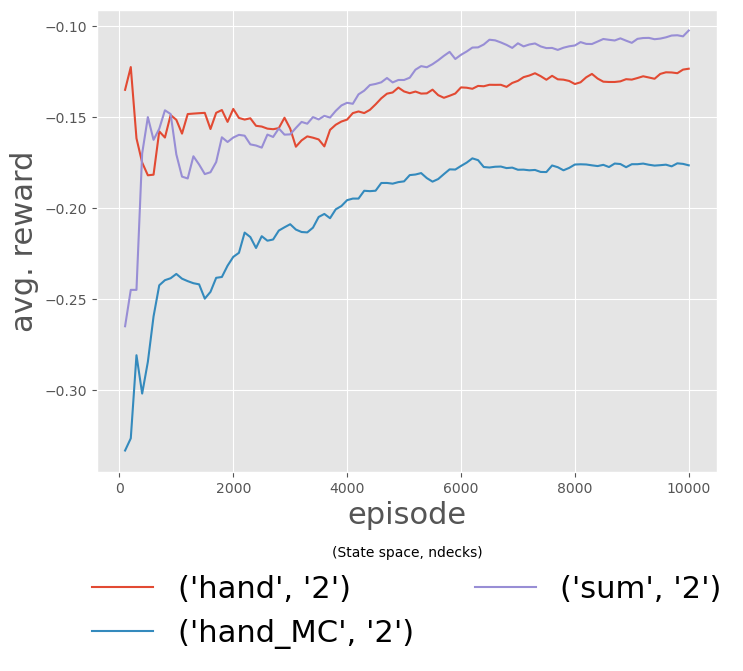 −0.10
−0.15
−0.20
−0.25
−0.30
avg. reward
0 2000 4000 6000 8000 10000
episode
(State space, ndecks)
('hand', '2') ('sum', '2')
('hand_MC', '2')